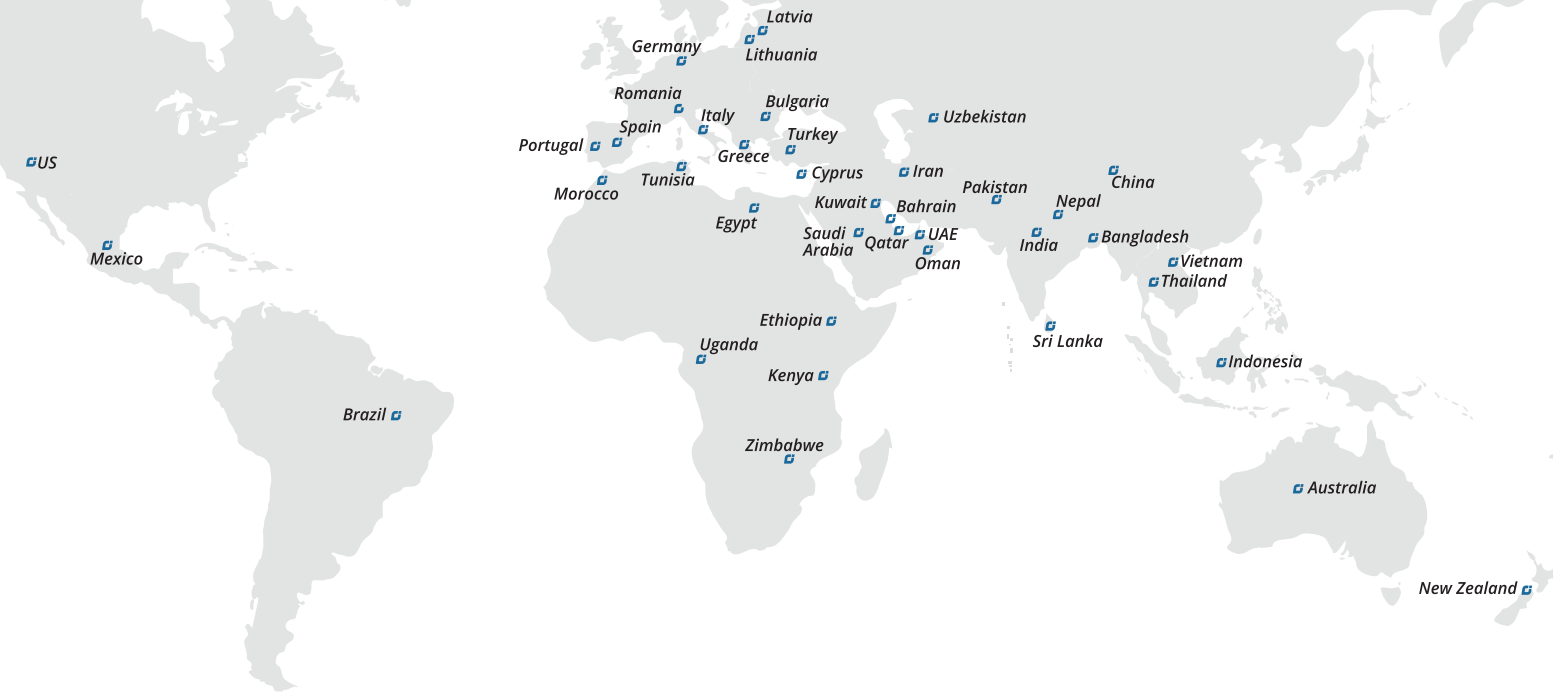 Latvia
Germany
Lithuania
Romania
Bulgaria
Italy
Uzbekistan
Spain
Turkey
Portugal
Greece
US
Iran
Cyprus
Tunisia
China
Pakistan
Morocco
Nepal
Kuwait
Bahrain
Egypt
Saudi
Arabia
Qatar
UAE
India
Bangladesh
Mexico
Oman
Vietnam
Thailand
Ethiopia
Sri Lanka
Uganda
Indonesia
Kenya
Brazil
Zimbabwe
Australia
New Zealand